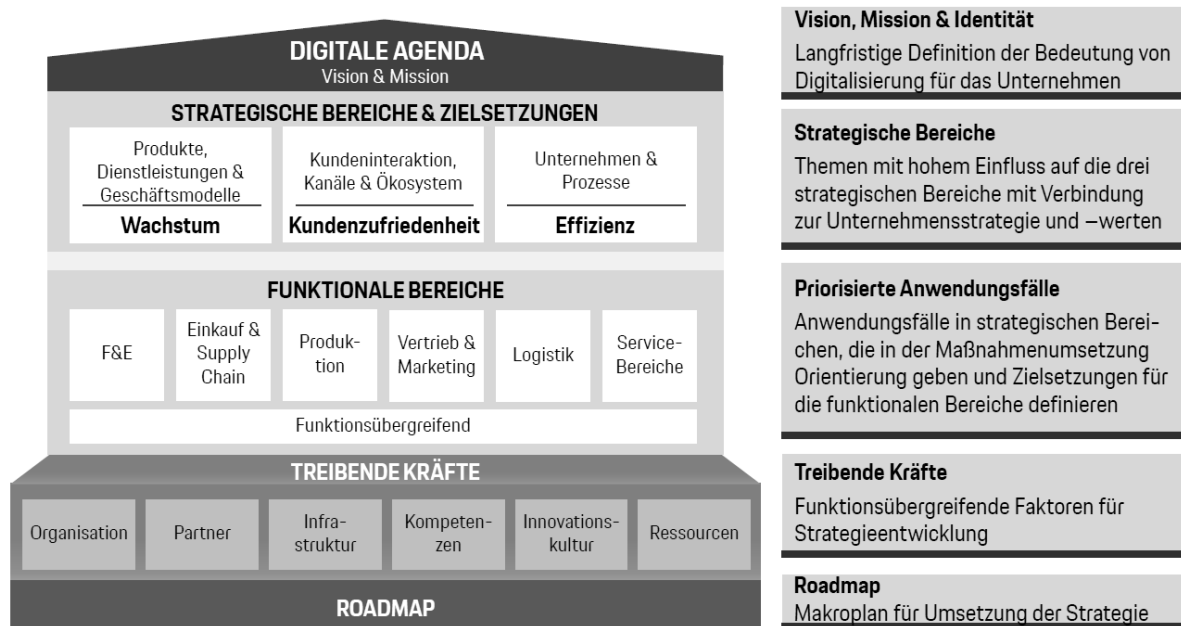 DIGITALE AGENDA
Vision & Mission
STRATEGISCHE BEREICHE & ZIELSETZUNGEN
Produkte,
Dienstleistungen &
Geschäftsmodelle
Wachstum
Kundeninteraktion,
Kanäle & Ökosystem
Kundenzufriedenheit
Unternehmen &
Prozesse
Effizienz
FUNKTIONALE BEREICHE
F&E
Einkauf &
Supply
Chain
Produk-
tion
Vertrieb &
Marketing
Logistik
Service-
Bereiche
Funktionsübergreifend
TREIBENDE KRÄFTE
Organisation
Partner
Infra-
struktur
Kompeten-
zen
Innovations-
kultur
Ressourcen
ROADMAP
Vision, Mission & Identität
Langfristige Definition der Bedeutung von
Digitalisierung für das Unternehmen
Strategische Bereiche
Themen mit hohem Einfluss auf die drei
strategischen Bereiche mit Verbindung
zur Unternehmensstrategie und –werten
Priorisierte Anwendungsfälle
Anwendungsfälle in strategischen Berei-
chen, die in der Maßnahmenumsetzung
Orientierung geben und Zielsetzungen für
die funktionalen Bereiche definieren
Treibende Kräfte
Funktionsübergreifende Faktoren für
Strategieentwicklung
Roadmap
Makroplan für Umsetzung der Strategie